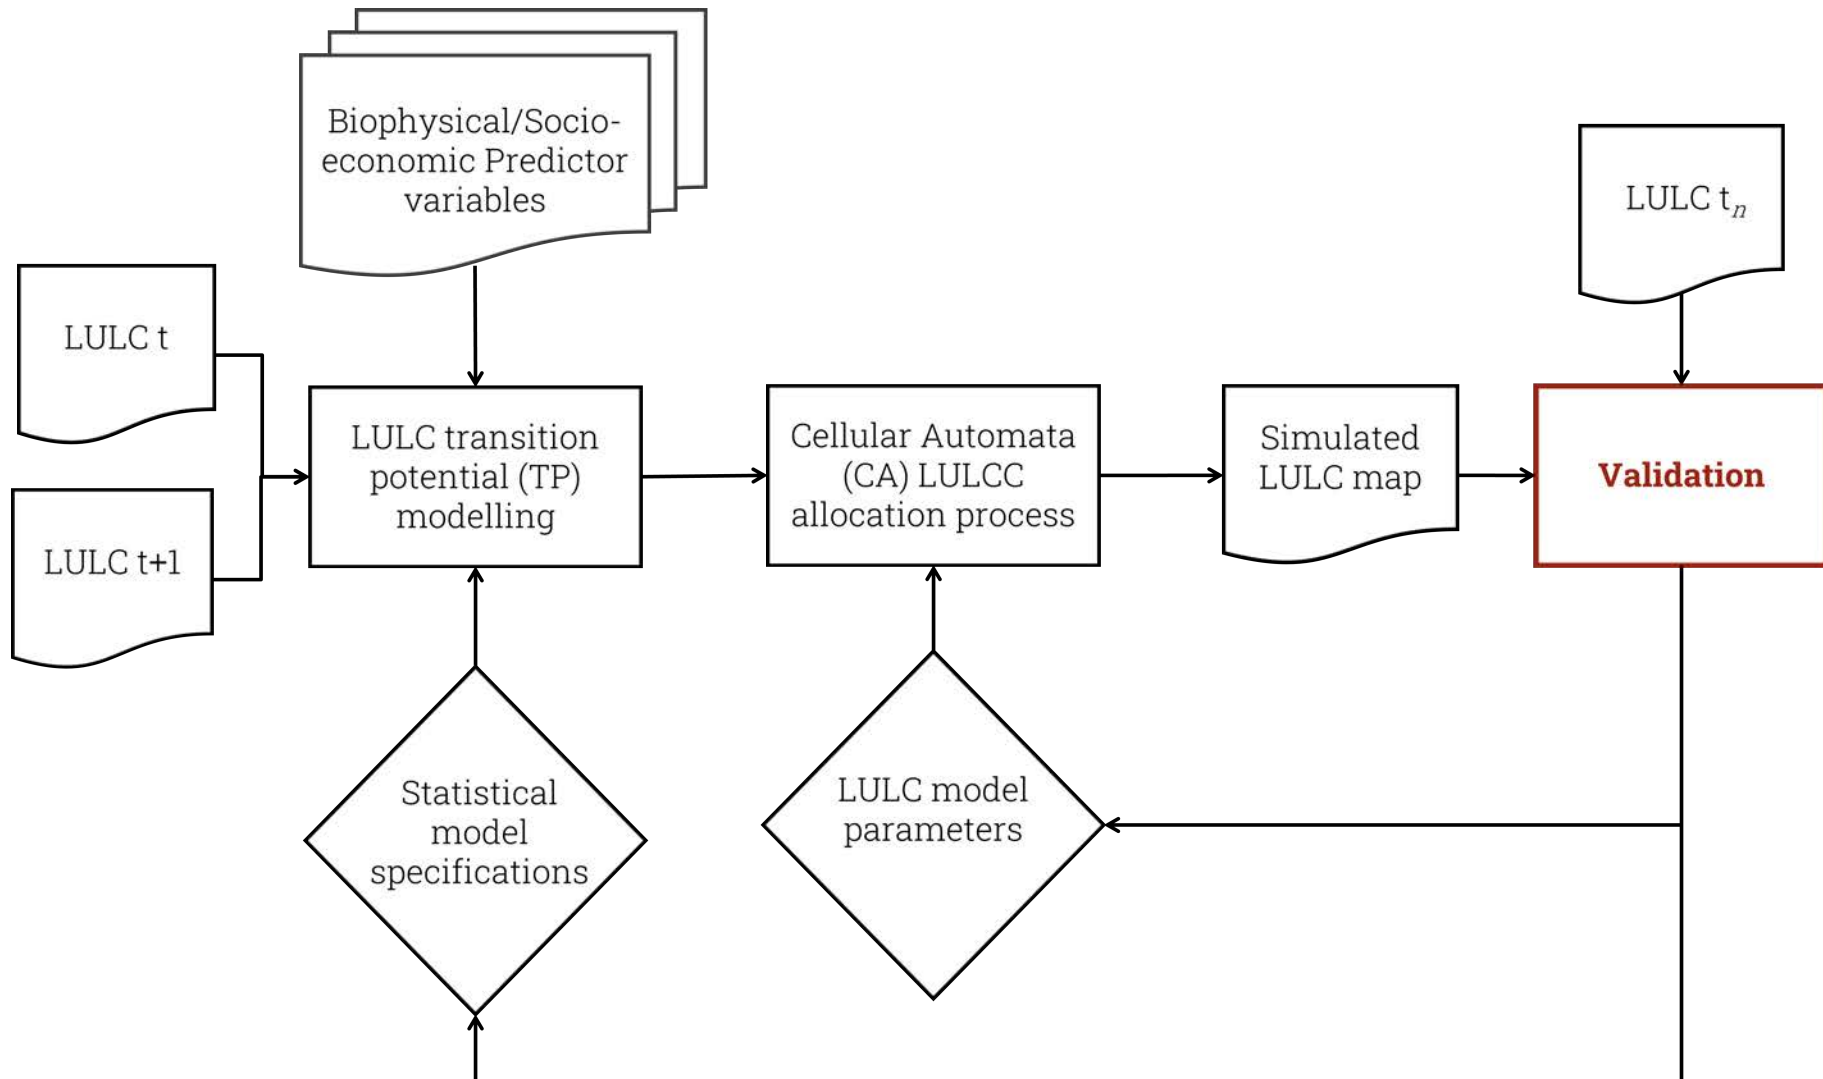 Biophysical/Socio-
economic Predictor
variables
LULC tn
LULC t
LULC t+1
LULC transition
potential (TP)
modelling
Cellular Automata
(CA) LULCC
allocation process
Simulated
LULC map
Validation
Statistical
model
specifications
LULC model
parameters